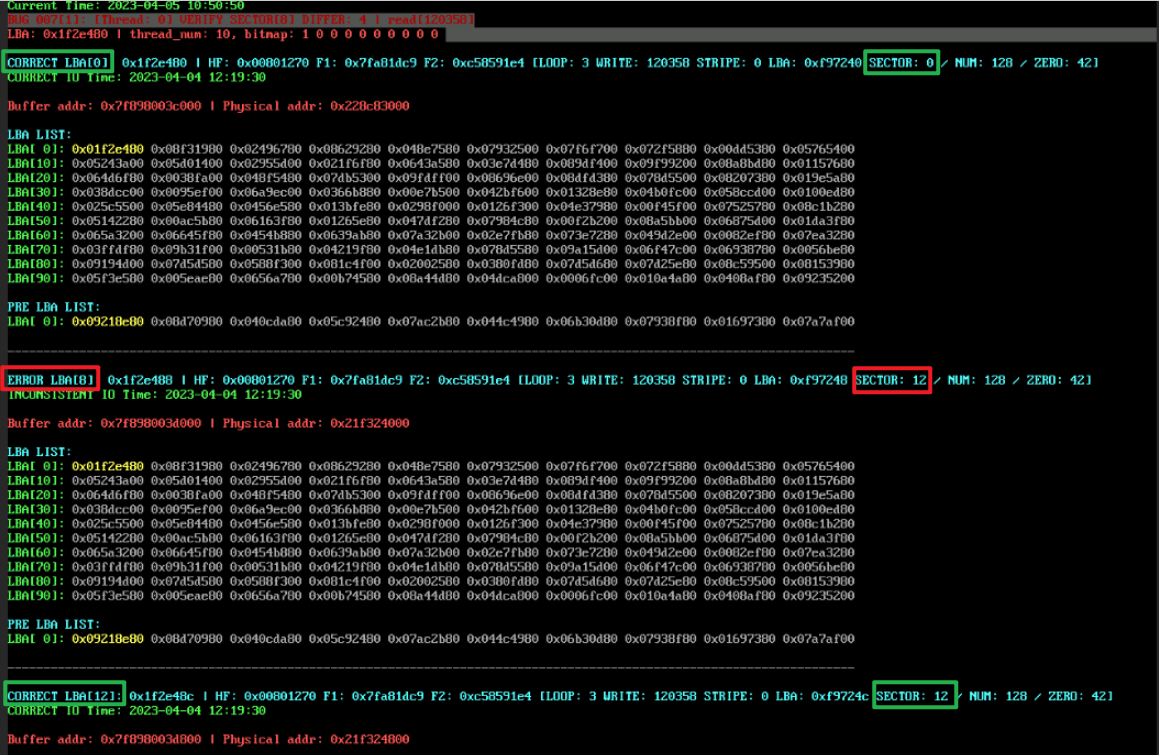 Current Time: 2023-04-05 10:50:50
BUG 007[1]: [Thread: 0] VERIFY SECTOR[8] DIFFER: 4 | read[120358]
LBA: 0x1f2e480 | thread_num: 10, bitmap: 1 0 0 0 0 0 0 0 0 0
CORRECT LBA[0] 0x1f2e480 | HF: 0x00801270 F1: 0x7fa81dc9 F2: 0xc58591e4 [LOOP: 3 WRITE: 120358 STRIPE: 0 LBA: 0xf97240 SECTOR: 0 / NUM: 128 / ZERO: 42]
CORRECT IO Time: 2023-04-04 12:19:30
Buffer addr: 0x7f898003c000 | Physical addr: 0x228c83000
LBA LIST:
LBA[ 0]: 0x01f2e480 0x08f31980 0x02496780 0x08629280 0x048e7580 0x07932500 0x07f6f700 0x072f5880 0x00dd5380 0x05765400
LBA[10]: 0x05243a00 0x05d01400 0x02955d00 0x021f6f80 0x0643a580 0x03e7d480 0x089df400 0x09f99200 0x08a8bd80 0x01157680
LBA[20]: 0x064d6f80 0x0038fa00 0x048f5480 0x07db5300 0x09fdff00 0x08696e00 0x08dfd380 0x078d5500 0x08207380 0x019e5a80
LBA[30]: 0x038dcc00 0x0095ef00 0x06a9ec00 0x0366b880 0x00e7b500 0x042bf600 0x01328e80 0x04b0fc00 0x058ccd00 0x0100ed80
LBA[40]: 0x025c5500 0x05e84480 0x0456e580 0x013bfe80 0x0298f000 0x0126f300 0x04e37980 0x00f45f00 0x07525780 0x08c1b280
LBA[50]: 0x05142280 0x00ac5b80 0x06163f80 0x01265e80 0x047df280 0x07984c80 0x00f2b200 0x08a5bb00 0x06875d00 0x01da3f80
LBA[60]: 0x065a3200 0x06645f80 0x0454b880 0x0639ab80 0x07a32b00 0x02e7fb80 0x073e7280 0x049d2e00 0x0082ef80 0x07ea3280
LBA[70]: 0x03ffdf80 0x09b31f00 0x00531b80 0x04219f80 0x04e1db80 0x078d5580 0x09a15d00 0x06f47c00 0x06938780 0x0056be80
LBA[80]: 0x09194d00 0x07d5d580 0x0588f300 0x081c4f00 0x02002580 0x0380fd80 0x07d5d680 0x07d25e80 0x08c59500 0x08153980
LBA[90]: 0x05f3e580 0x005eae80 0x0656a780 0x00b74580 0x08a44d80 0x04dca800 0x0006fc00 0x010a4a80 0x0408af80 0x09235200
PRE LBA LIST:
LBA[ 0]: 0x09218e80 0x08d70980 0x040cda80 0x05c92480 0x07ac2b80 0x044c4980 0x06b30d80 0x07938f80 0x01697380 0x07a7af00
ERROR LBA[8] 0x1f2e488 | HF: 0x00801270 F1: 0x7fa81dc9 F2: 0xc58591e4 [LOOP: 3 WRITE: 120358 STRIPE: 0 LBA: 0xf97248 SECTOR: 12 / NUM: 128 / ZERO: 42]
INCONSISTENT IO Time: 2023-04-04 12:19:30
Buffer addr: 0x7f898003d000 | Physical addr: 0x21f324000
LBA LIST:
LBA[ 0]: 0x01f2e480 0x08f31980 0x02496780 0x08629280 0x048e7580 0x07932500 0x07f6f700 0x072f5880 0x00dd5380 0x05765400
LBA[10]: 0x05243a00 0x05d01400 0x02955d00 0x021f6f80 0x0643a580 0x03e7d480 0x089df400 0x09f99200 0x08a8bd80 0x01157680
LBA[20]: 0x064d6f80 0x0038fa00 0x048f5480 0x07db5300 0x09fdff00 0x08696e00 0x08dfd380 0x078d5500 0x08207380 0x019e5a80
LBA[30]: 0x038dcc00 0x0095ef00 0x06a9ec00 0x0366b880 0x00e7b500 0x042bf600 0x01328e80 0x04b0fc00 0x058ccd00 0x0100ed80
LBA[40]: 0x025c5500 0x05e84480 0x0456e580 0x013bfe80 0x0298f000 0x0126f300 0x04e37980 0x00f45f00 0x07525780 0x08c1b280
LBA[50]: 0x05142280 0x00ac5b80 0x06163f80 0x01265e80 0x047df280 0x07984c80 0x00f2b200 0x08a5bb00 0x06875d00 0x01da3f80
LBA[60]: 0x065a3200 0x06645f80 0x0454b880 0x0639ab80 0x07a32b00 0x02e7fb80 0x073e7280 0x049d2e00 0x0082ef80 0x07ea3280
LBA[70]: 0x03ffdf80 0x09b31f00 0x00531b80 0x04219f80 0x04e1db80 0x078d5580 0x09a15d00 0x06f47c00 0x06938780 0x0056be80
LBA[80]: 0x09194d00 0x07d5d580 0x0588f300 0x081c4f00 0x02002580 0x0380fd80 0x07d5d680 0x07d25e80 0x08c59500 0x08153980
LBA[90]: 0x05f3e580 0x005eae80 0x0656a780 0x00b74580 0x08a44d80 0x04dca800 0x0006fc00 0x010a4a80 0x0408af80 0x09235200
PRE LBA LIST:
LBA[ 0]: 0x09218e80 0x08d70980 0x040cda80 0x05c92480 0x07ac2b80 0x044c4980 0x06b30d80 0x07938f80 0x01697380 0x07a7af00
CORRECT LBA[12]: 0x1f2e48c | HF: 0x00801270 F1: 0x7fa81dc9 F2: 0xc58591e4 [LOOP: 3 WRITE: 120358 STRIPE: 0 LBA: 0xf9724c SECTOR: 12 / NUM: 128 / ZERO: 42]
CORRECT IO Time: 2023-04-04 12:19:30
Buffer addr: 0x7f898003d800 | Physical addr: 0x21f324800